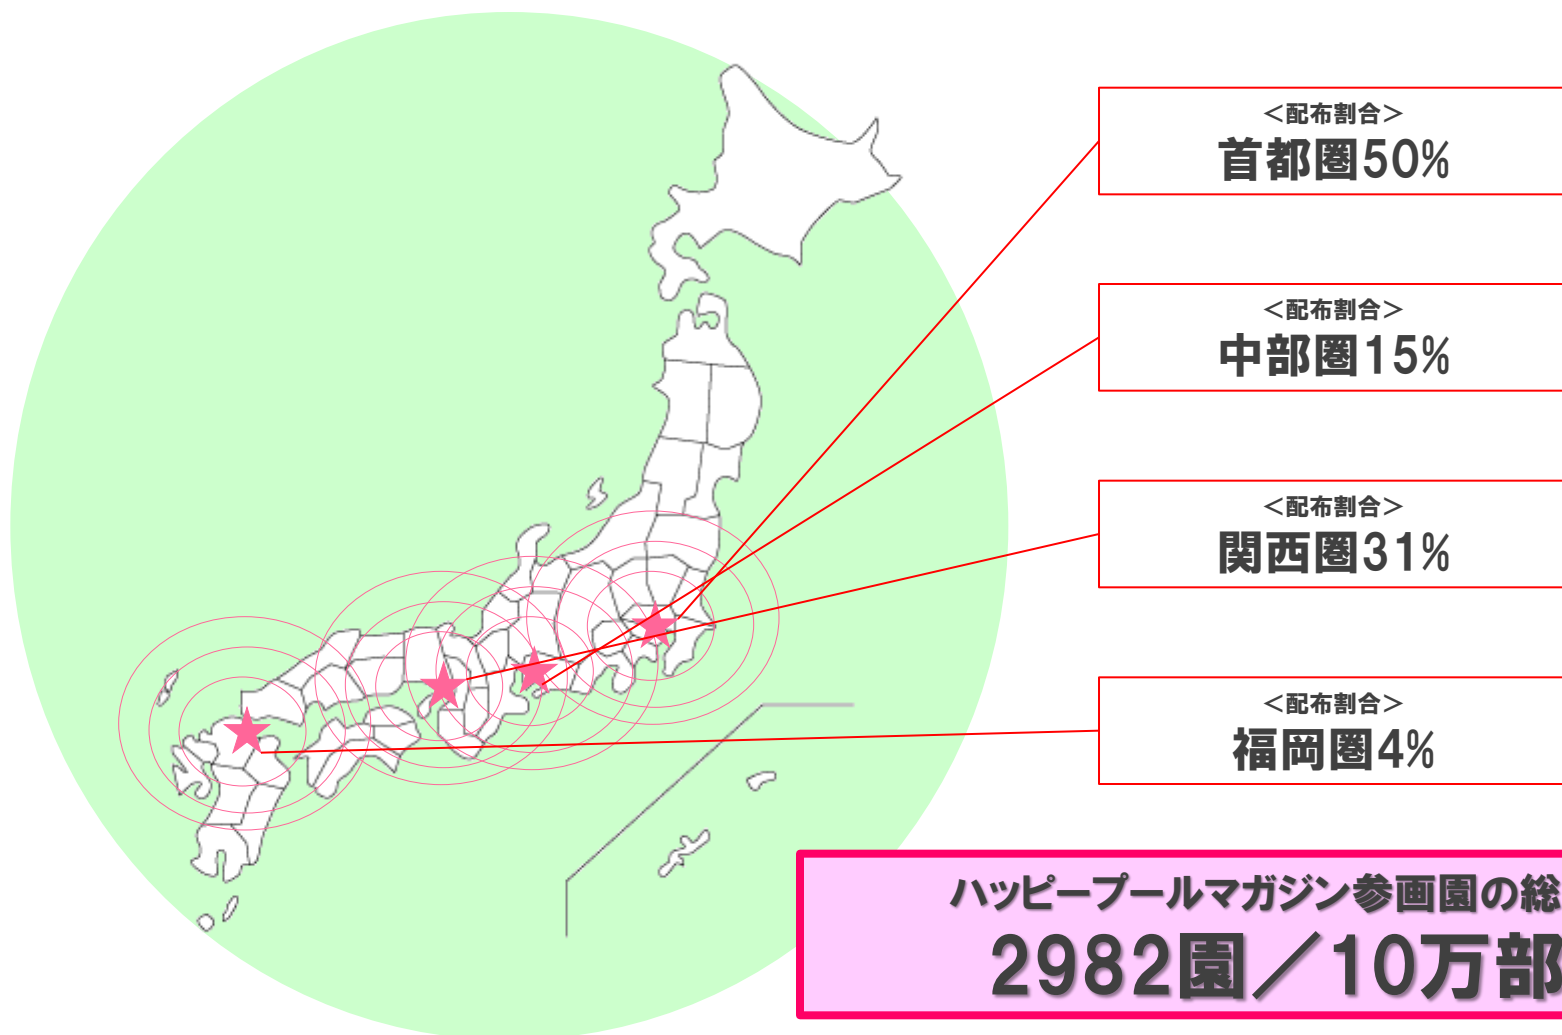 ＜配布割合＞
首都圏50%
＜配布割合＞
中部圏15%
＜配布割合＞
関西圏31%
＜配布割合＞
福岡圏4%
ハッピープールマガジン参画園の総
2982園／10万部